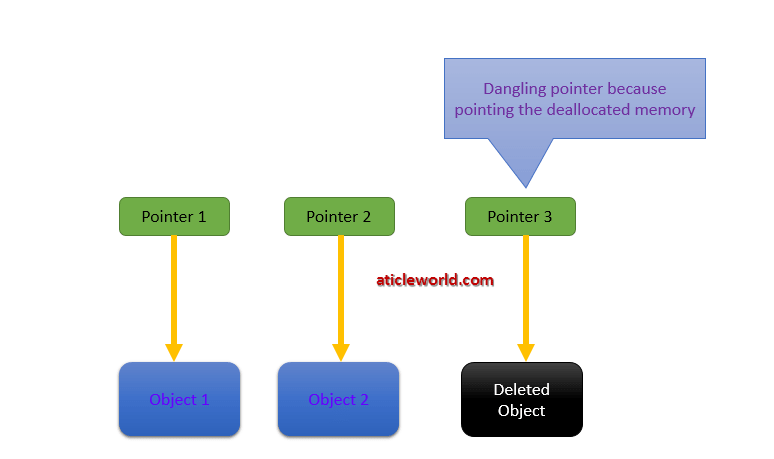 Dangling pointer because
pointing the deallocated memory
Pointer 1
Pointer 2
Pointer 3
aticleworld.com
Object 1
Object 2
Deleted
Object